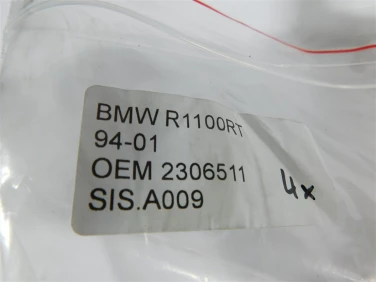 BMW R1100RT
94-01
OEM 2306511
SIS.A009
4x